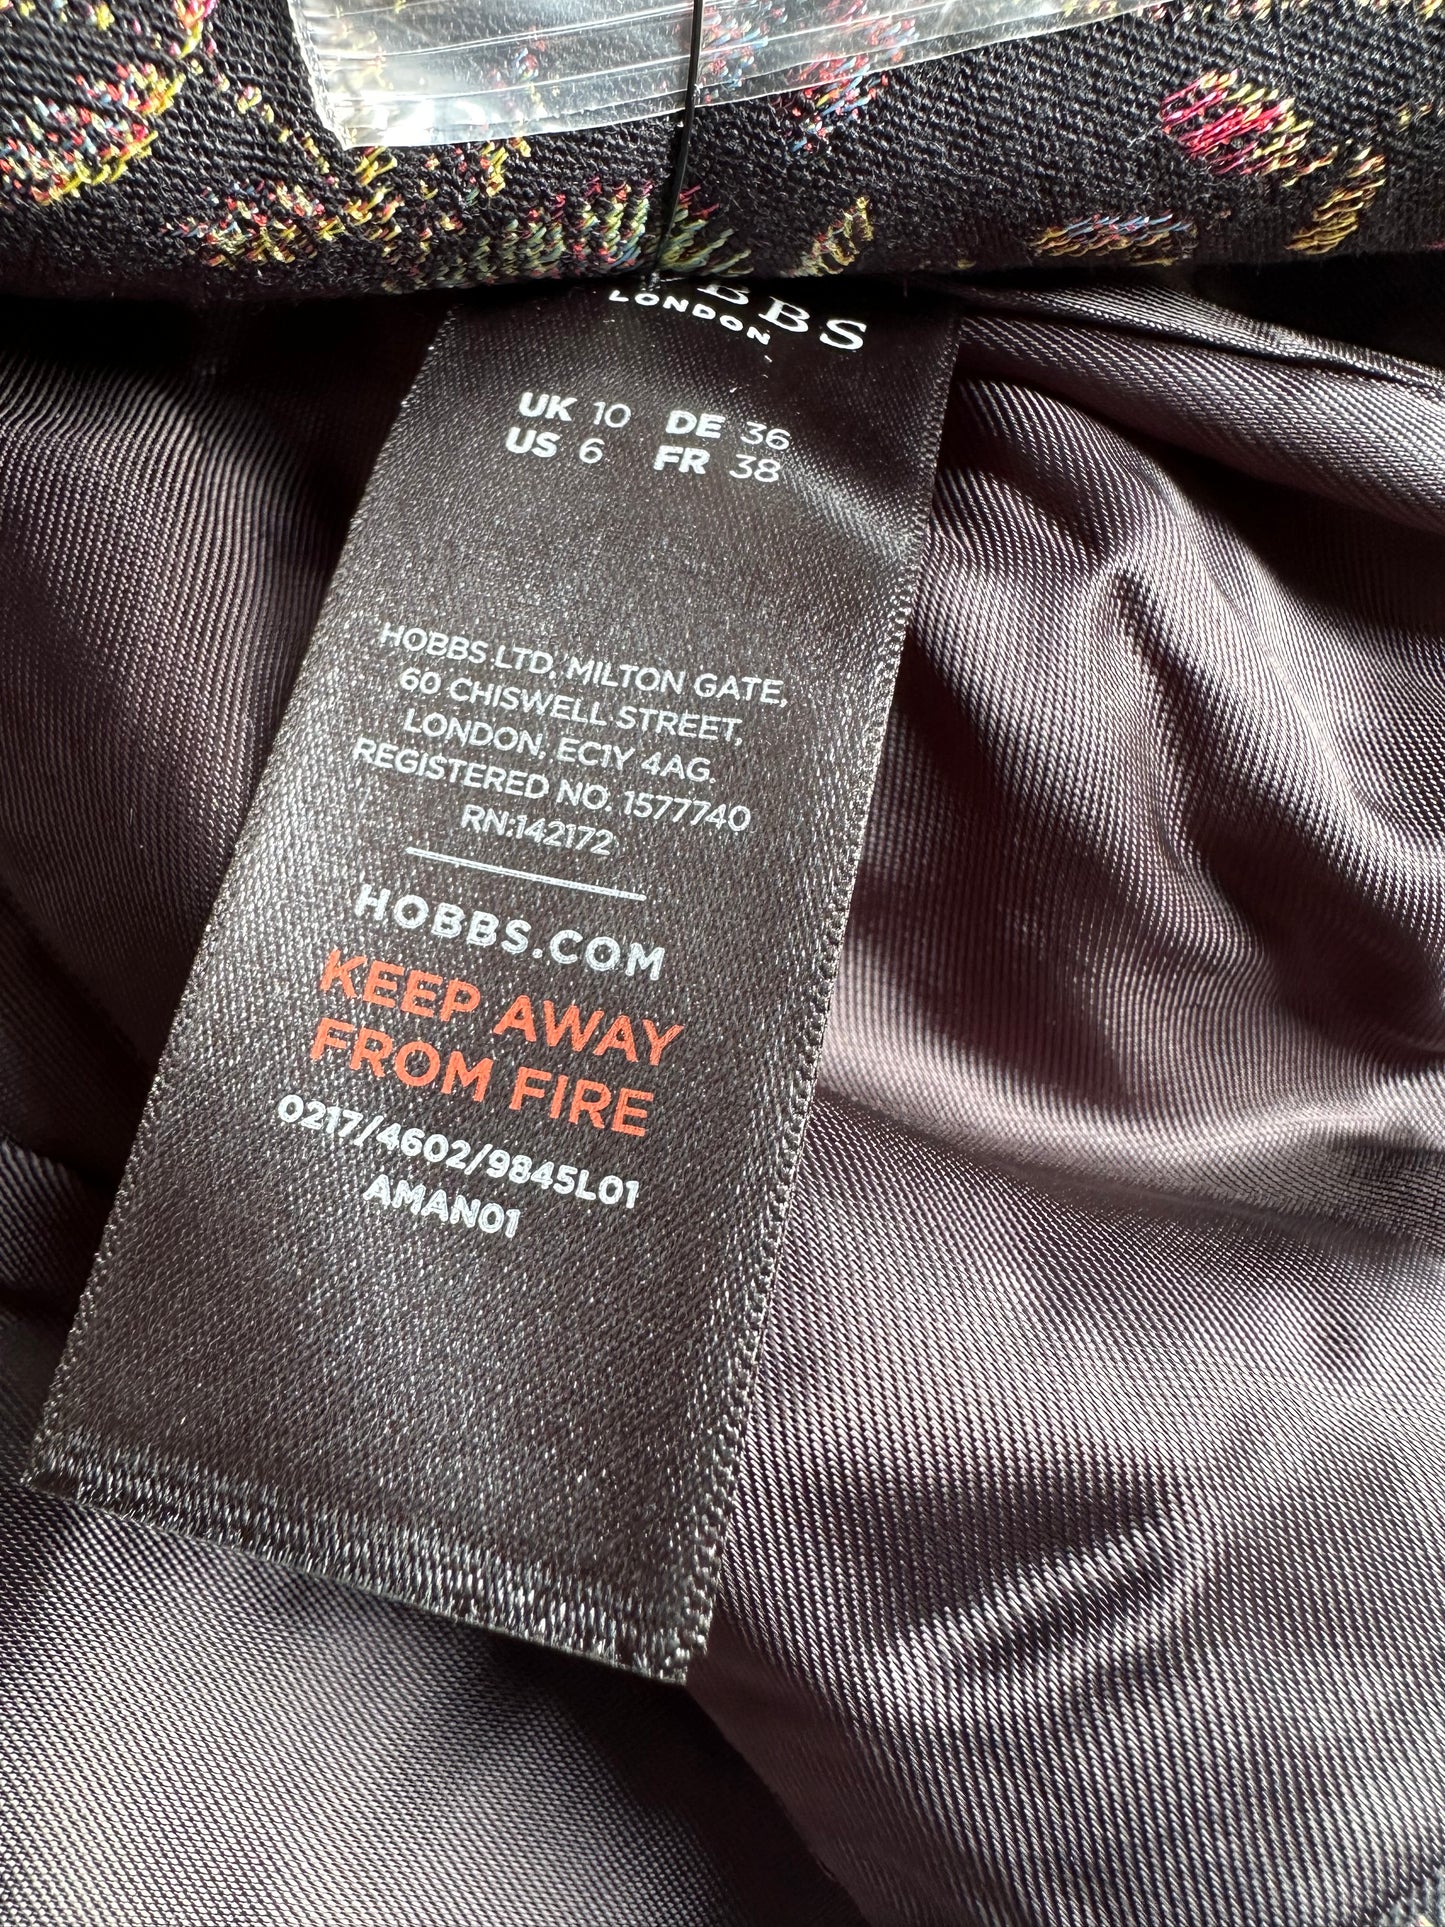 HOBBS
LONDON
UK 10 DE 36
US 6 FR 38
HOBBS LTD, MILTON GATE,
60 CHISWELL STREET,
LONDON, EC1Y 4AG.
REGISTERED NO. 1577740
RN:142172
HOBBS.COM
KEEP AWAY
FROM FIRE
0217/4602/9845L01
AMAN01